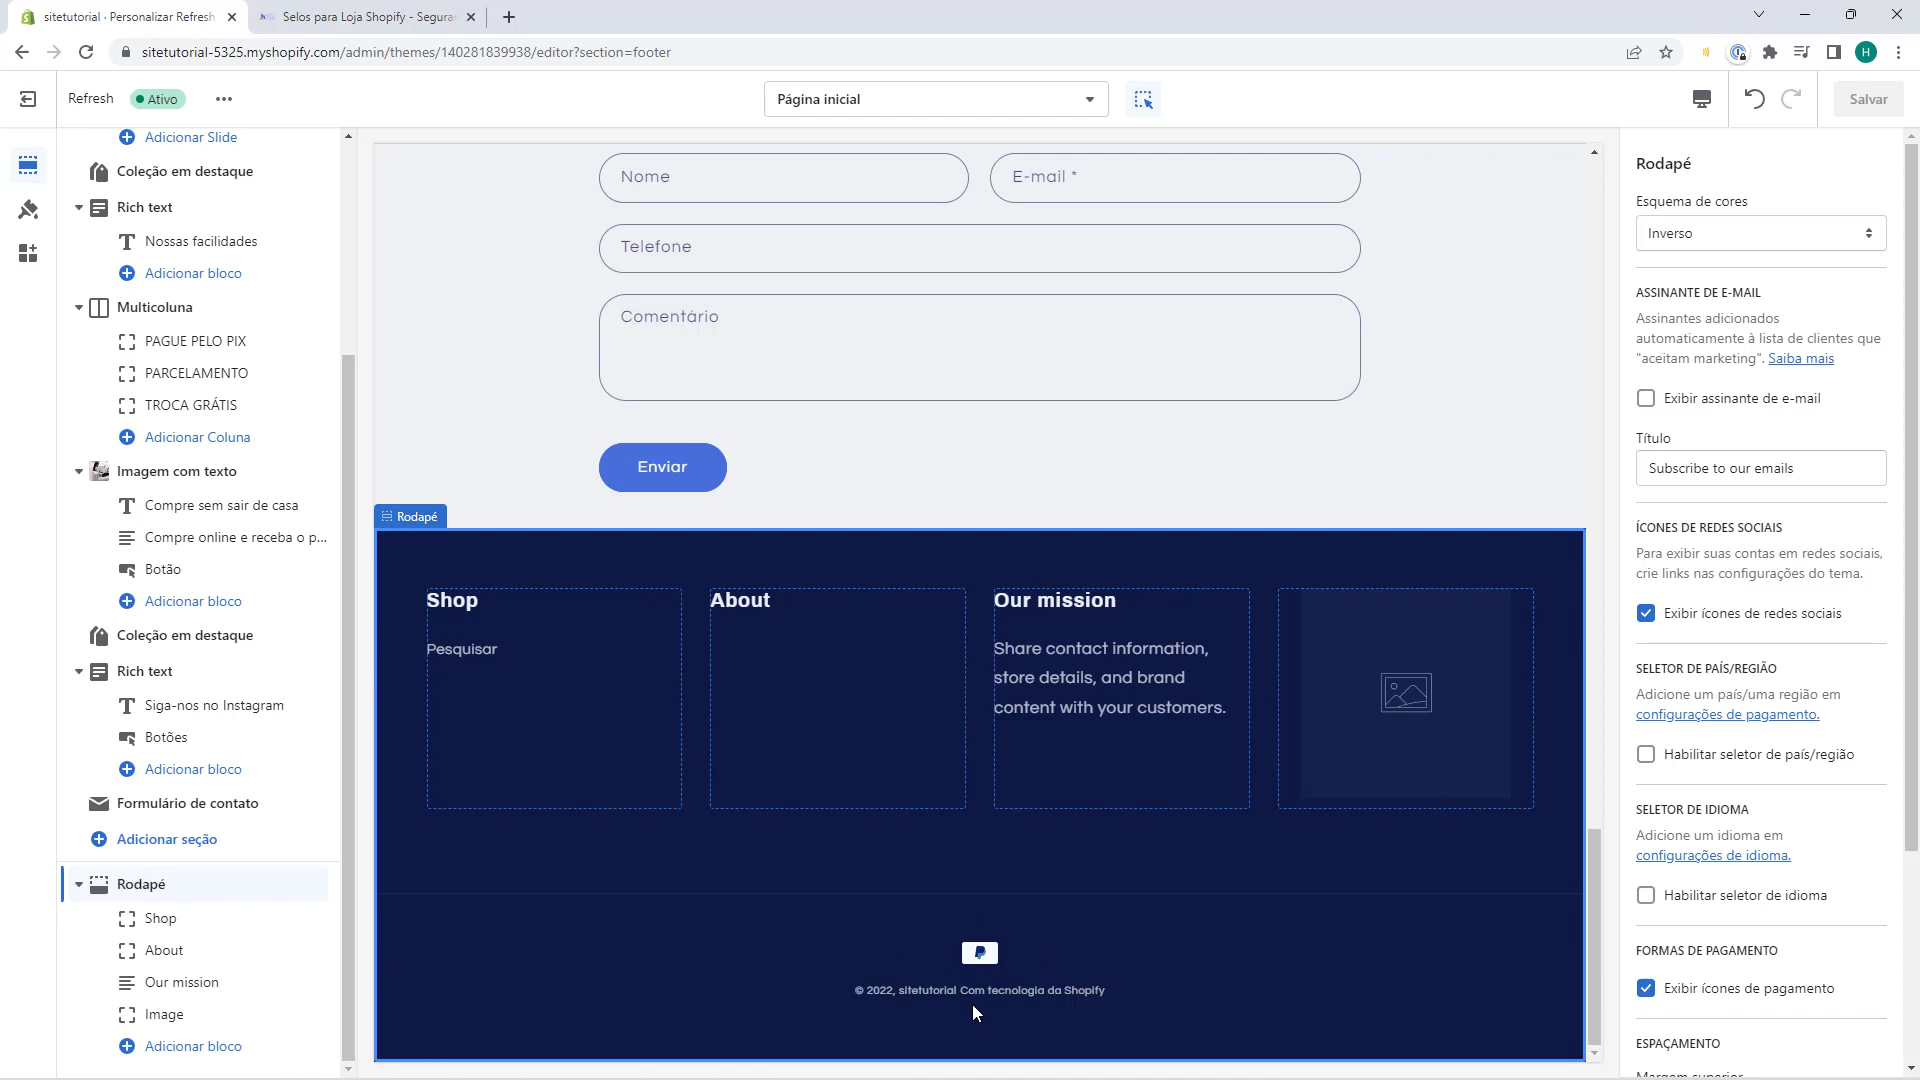 sitetutorial · Personalizar Refresh
Selos para Loja Shopify - Segura
sitetutorial-5325.myshopify.com/admin/themes/140281839938/editor?section=footer
H
Refresh
Ativo
Página inicial
Salvar
Adicionar Slide
Coleção em destaque
Rich text
Nossas facilidades
Adicionar bloco
Multicoluna
PAGUE PELO PIX
PARCELAMENTO
TROCA GRÁTIS
Adicionar Coluna
Imagem com texto
Compre sem sair de casa
Compre online e receba o p...
Botão
Adicionar bloco
Coleção em destaque
Rich text
Siga-nos no Instagram
Botões
Adicionar bloco
Formulário de contato
Adicionar seção
Rodapé
Shop
About
Our mission
Image
Adicionar bloco
Nome
E-mail *
Telefone
Comentário
Enviar
Rodapé
Shop
Pesquisar
About
Our mission
Share contact information,
store details, and brand
content with your customers.
© 2022, sitetutorial Com tecnologia da Shopify
Rodapé
Esquema de cores
Inverso
ASSINANTE DE E-MAIL
Assinantes adicionados
automaticamente à lista de clientes que
"aceitam marketing". Saiba mais
Exibir assinante de e-mail
Título
Subscribe to our emails
ÍCONES DE REDES SOCIAIS
Para exibir suas contas em redes sociais,
crie links nas configurações do tema.
Exibir ícones de redes sociais
SELETOR DE PAÍS/REGIÃO
Adicione um país/uma região em
configurações de pagamento.
Habilitar seletor de país/região
SELETOR DE IDIOMA
Adicione um idioma em
configurações de idioma.
Habilitar seletor de idioma
FORMAS DE PAGAMENTO
Exibir ícones de pagamento
ESPAÇAMENTO
Margem superior